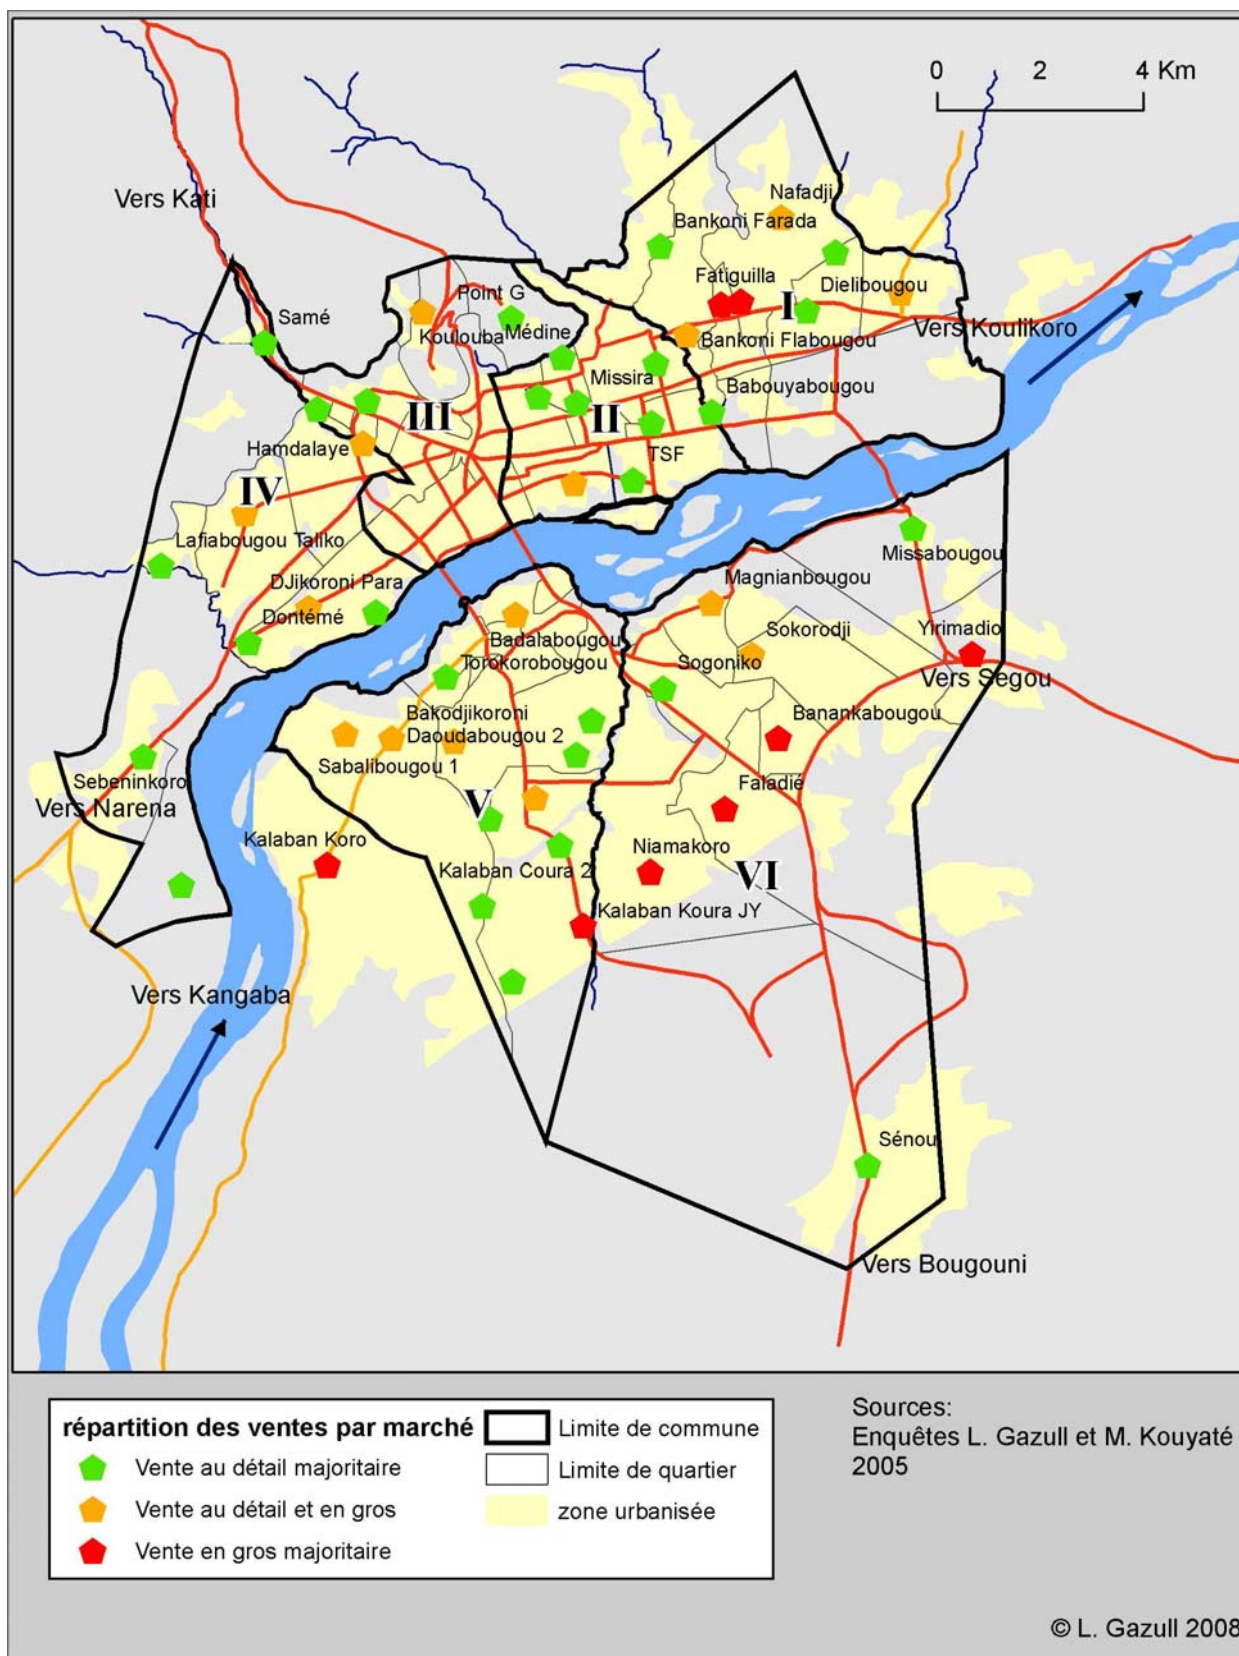 0 2 4 Km
Vers Kati
Nafadji
Bankoni Farada
Fatiguilla
I
Dielibougou
Point G
Samé
Koulouba
Médine
Vers Koulikoro
Bankoni Flabougou
Missira
Babouyabougou
III
II
Hamdalaye
TSF
IV
Lafiabougou Taliko
Missabougou
DJikoroni Para
Magnianbougou
Dontémé
Badalabougou
Sokorodji
Yirimadio
Torokorobougou
Sogoniko
Vers Segou
Bakodjikoroni
Banankabougou
Daoudabougou 2
Sabalibougou 1
Sebeninkoro
Faladié
Vers Narena
V
Kalaban Koro
Niamakoro
Kalaban Coura 2
VI
Kalaban Koura JY
Vers Kangaba
Sénou
Vers Bougouni
répartition des ventes par marché
Vente au détail majoritaire
Vente au détail et en gros
Vente en gros majoritaire
Limite de commune
Limite de quartier
zone urbanisée
Sources:
Enquêtes L. Gazull et M. Kouyaté
2005
© L. Gazull 2008